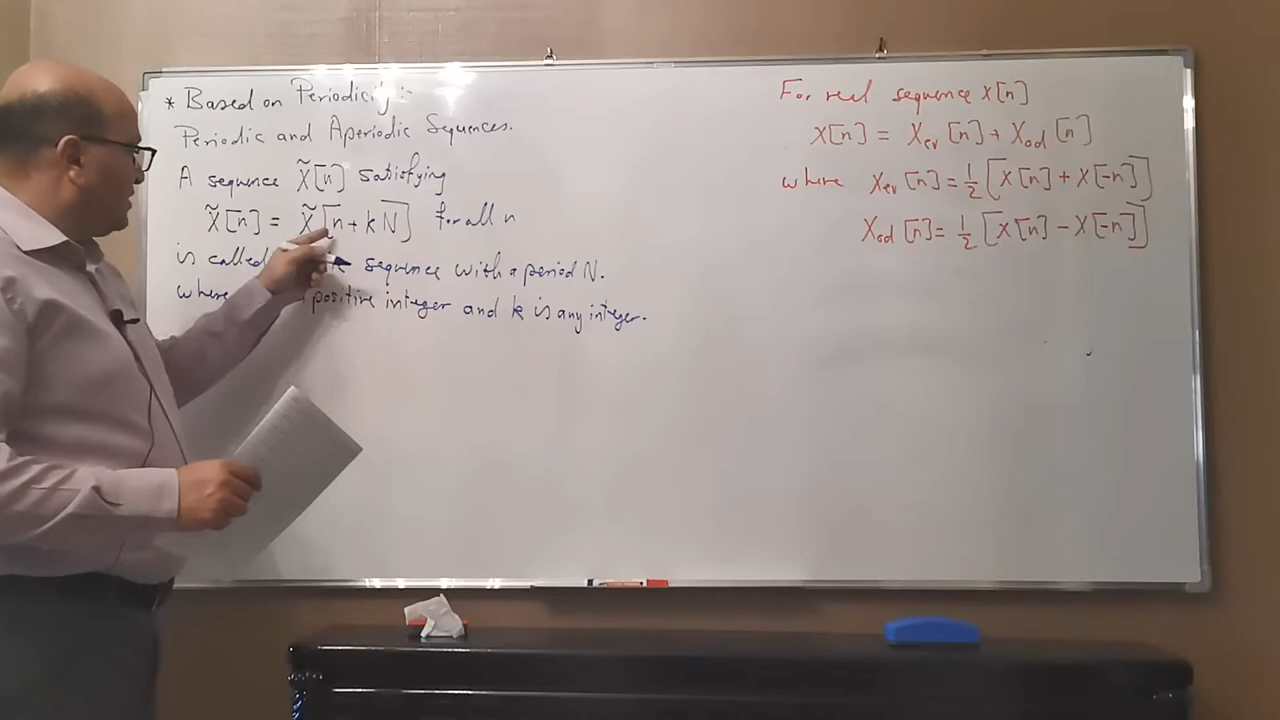 * Based on Periodicity :-
Periodic and Aperiodic Sequences.
A sequence x̃[n] satisfying
x̃[n] = x̃[n + kN] for all n
is called sequence with a period N.
where positive integer and k is any integer.
For real sequence x[n]
x[n] = x_ev[n] + x_od[n]
where x_ev[n] = 1/2 [x[n] + x[-n]]
x_od[n] = 1/2 [x[n] - x[-n]]